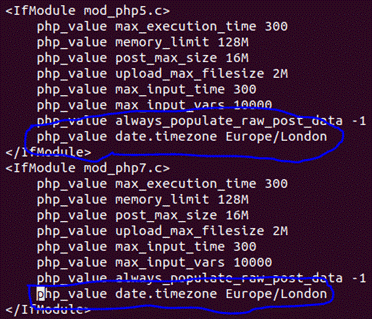 <IfModule mod_php5.c>
php_value max_execution_time 300
php_value memory_limit 128M
php_value post_max_size 16M
php_value upload_max_filesize 2M
php_value max_input_time 300
php_value max_input_vars 10000
php_value always_populate_raw_post_data -1
php_value date.timezone Europe/London
</IfModule>
<IfModule mod_php7.c>
php_value max_execution_time 300
php_value memory_limit 128M
php_value post_max_size 16M
php_value upload_max_filesize 2M
php_value max_input_time 300
php_value max_input_vars 10000
php_value always_populate_raw_post_data -1
php_value date.timezone Europe/London
</IfModule>